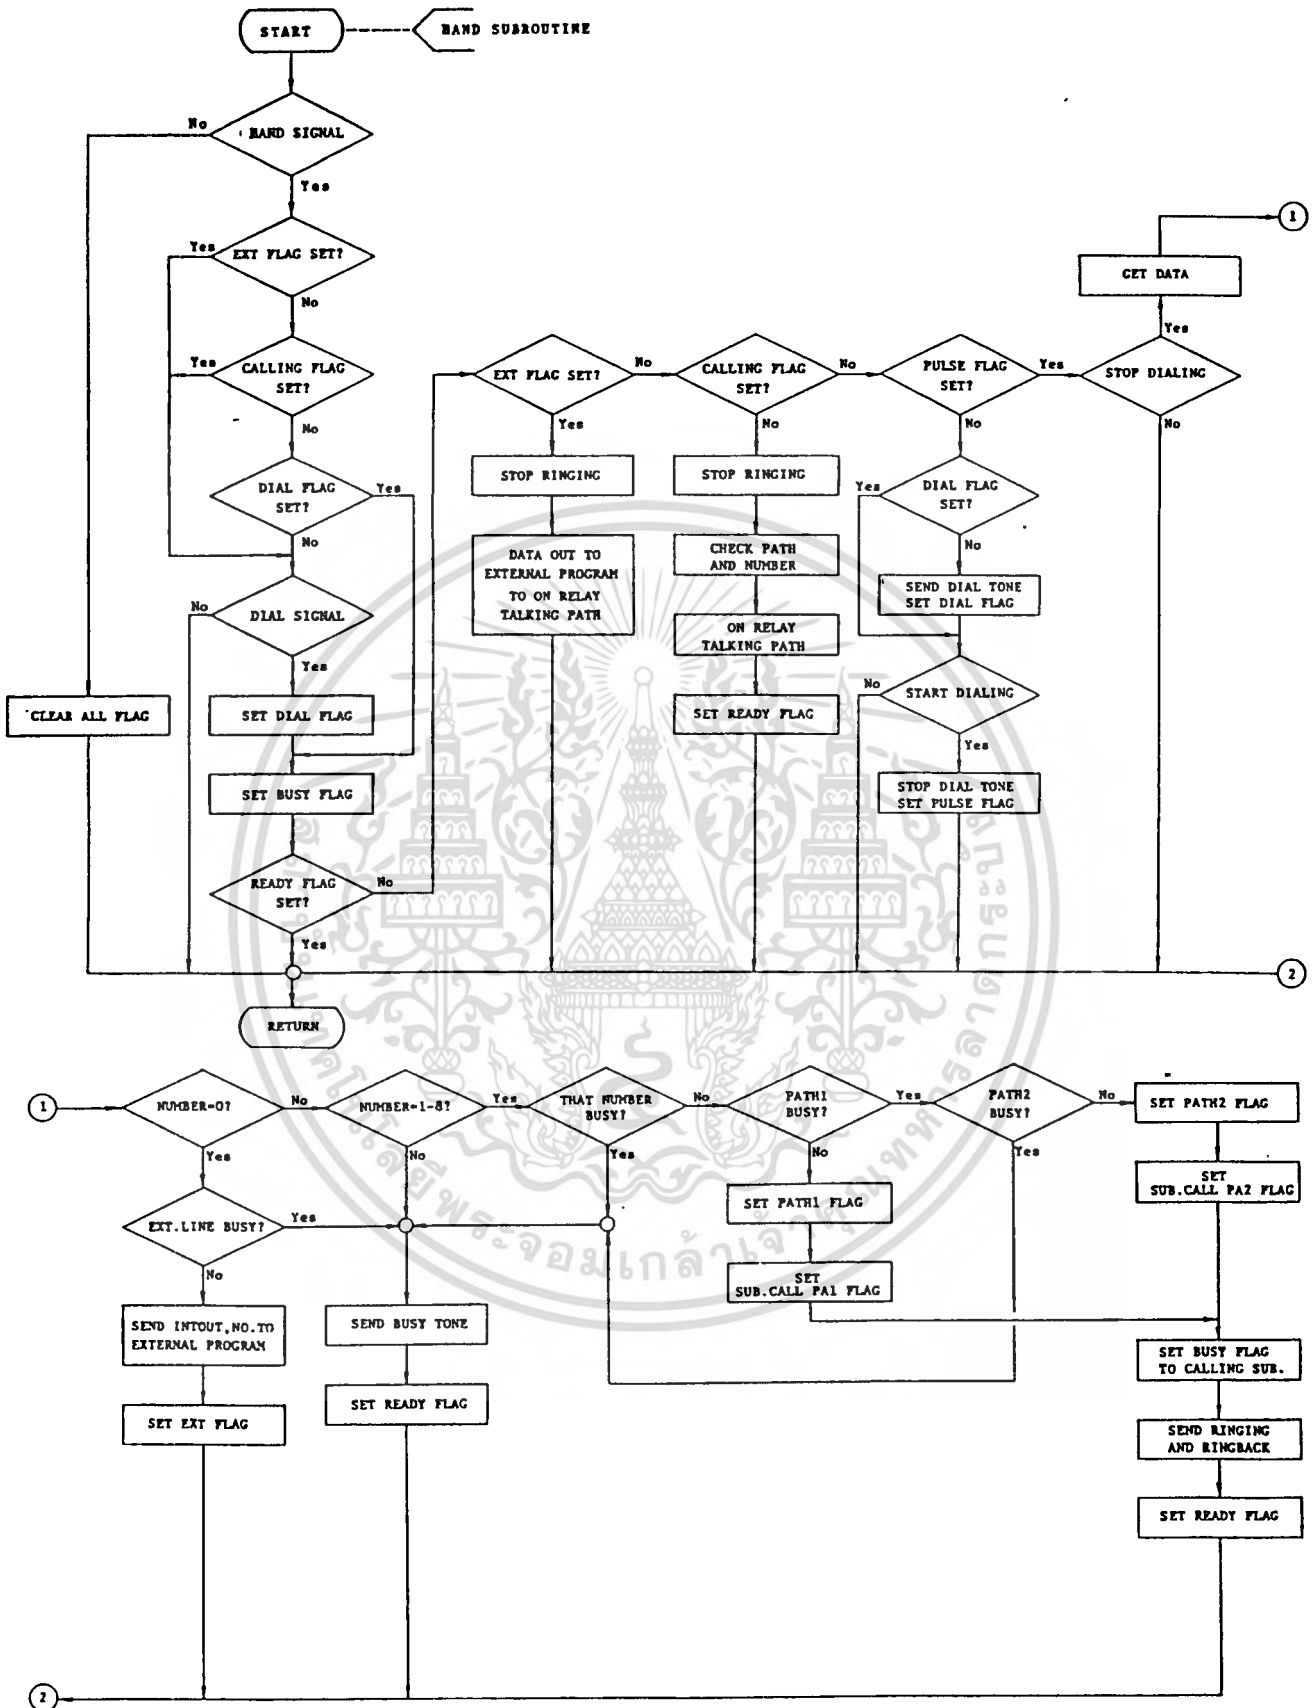 START
HAND SUBROUTINE
HAND SIGNAL
No
Yes
EXT FLAG SET?
Yes
No
CALLING FLAG
SET?
Yes
No
DIAL FLAG
SET?
Yes
No
DIAL SIGNAL
No
Yes
CLEAR ALL FLAG
SET DIAL FLAG
SET BUSY FLAG
READY FLAG
SET?
No
Yes
RETURN
EXT FLAG SET?
No
Yes
STOP RINGING
DATA OUT TO
EXTERNAL PROGRAM
TO ON RELAY
TALKING PATH
CALLING FLAG
SET?
No
No
STOP RINGING
CHECK PATH
AND NUMBER
ON RELAY
TALKING PATH
SET READY FLAG
PULSE FLAG
SET?
Yes
No
DIAL FLAG
SET?
Yes
No
SEND DIAL TONE
SET DIAL FLAG
START DIALING
No
Yes
STOP DIAL TONE
SET PULSE FLAG
STOP DIALING
Yes
No
GET DATA
1
2
1
NUMBER=0?
No
Yes
EXT.LINE BUSY?
Yes
No
SEND INTOUT,NO.TO
EXTERNAL PROGRAM
SET EXT FLAG
NUMBER=1-8?
Yes
No
SEND BUSY TONE
SET READY FLAG
THAT NUMBER
BUSY?
No
Yes
PATH1
BUSY?
Yes
No
SET PATH1 FLAG
SET
SUB.CALL PA1 FLAG
PATH2
BUSY?
No
Yes
SET PATH2 FLAG
SET
SUB.CALL PA2 FLAG
SET BUSY FLAG
TO CALLING SUB.
SEND RINGING
AND RINGBACK
SET READY FLAG
2